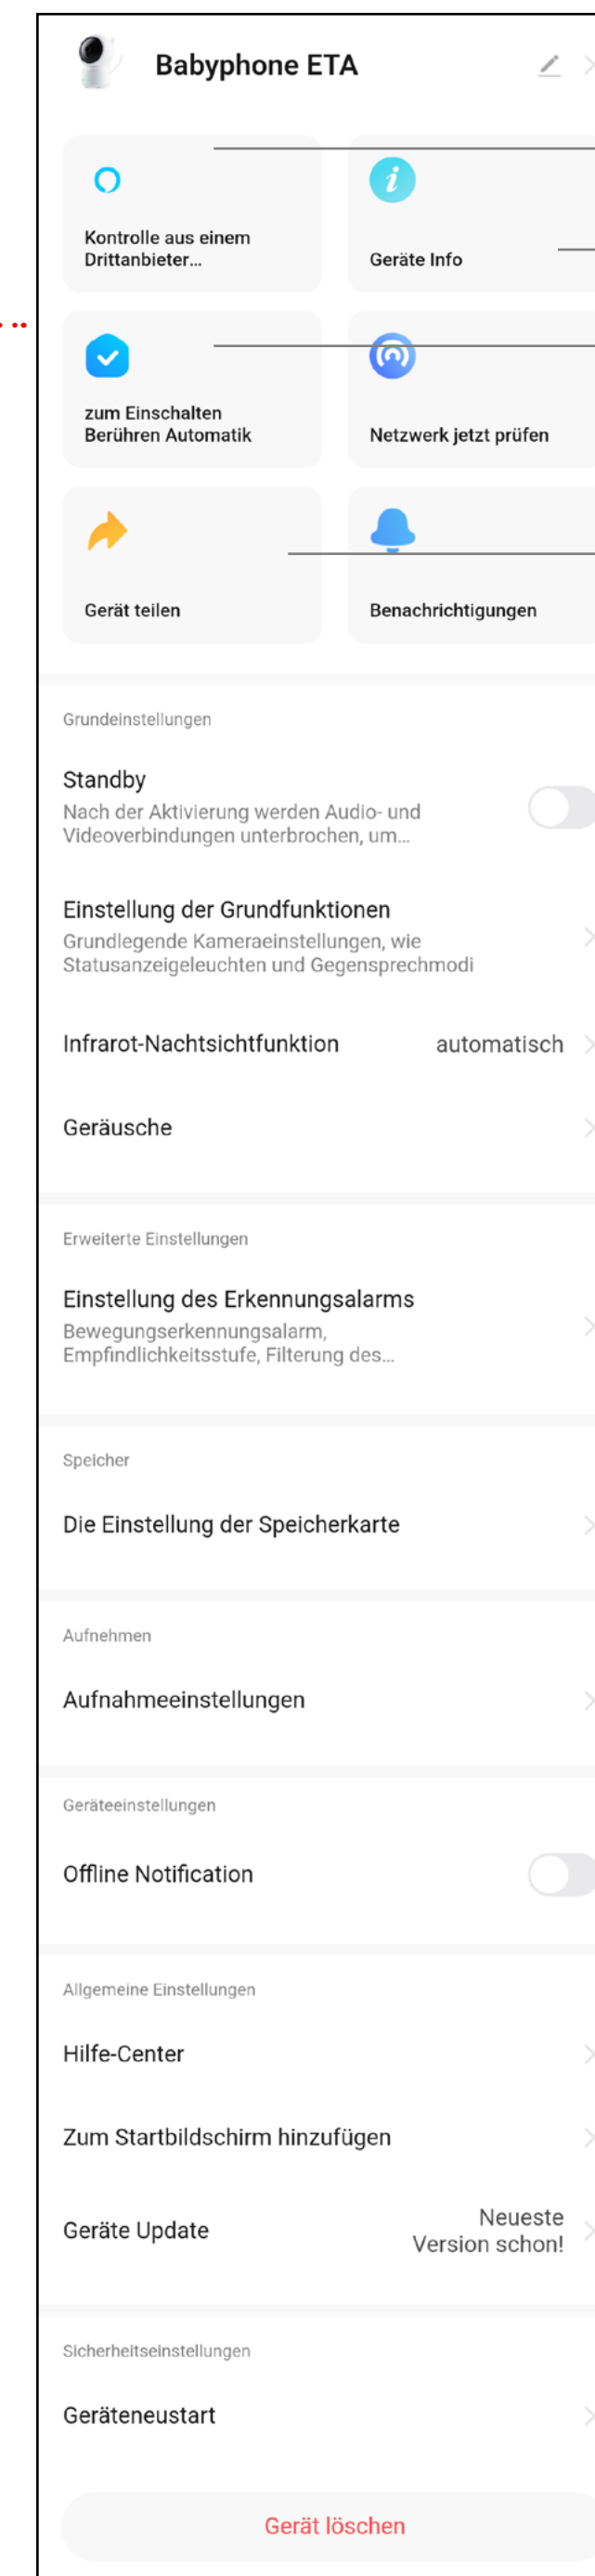 Babyphone ETA
Kontrolle aus einem
Drittanbieter...
Geräte Info
zum Einschalten
Berühren Automatik
Netzwerk jetzt prüfen
Gerät teilen
Benachrichtigungen
Grundeinstellungen
Standby
Nach der Aktivierung werden Audio- und
Videoverbindungen unterbrochen, um...
Einstellung der Grundfunktionen
Grundlegende Kameraeinstellungen, wie
Statusanzeigeleuchten und Gegensprechmodi
Infrarot-Nachtsichtfunktion automatisch
Geräusche
Erweiterte Einstellungen
Einstellung des Erkennungsalarms
Bewegungserkennungsalarm,
Empfindlichkeitsstufe, Filterung des...
Speicher
Die Einstellung der Speicherkarte
Aufnehmen
Aufnahmeeinstellungen
Geräteeinstellungen
Offline Notification
Allgemeine Einstellungen
Hilfe-Center
Zum Startbildschirm hinzufügen
Geräte Update
Neueste
Version schon!
Sicherheitseinstellungen
Geräteneustart
Gerät löschen